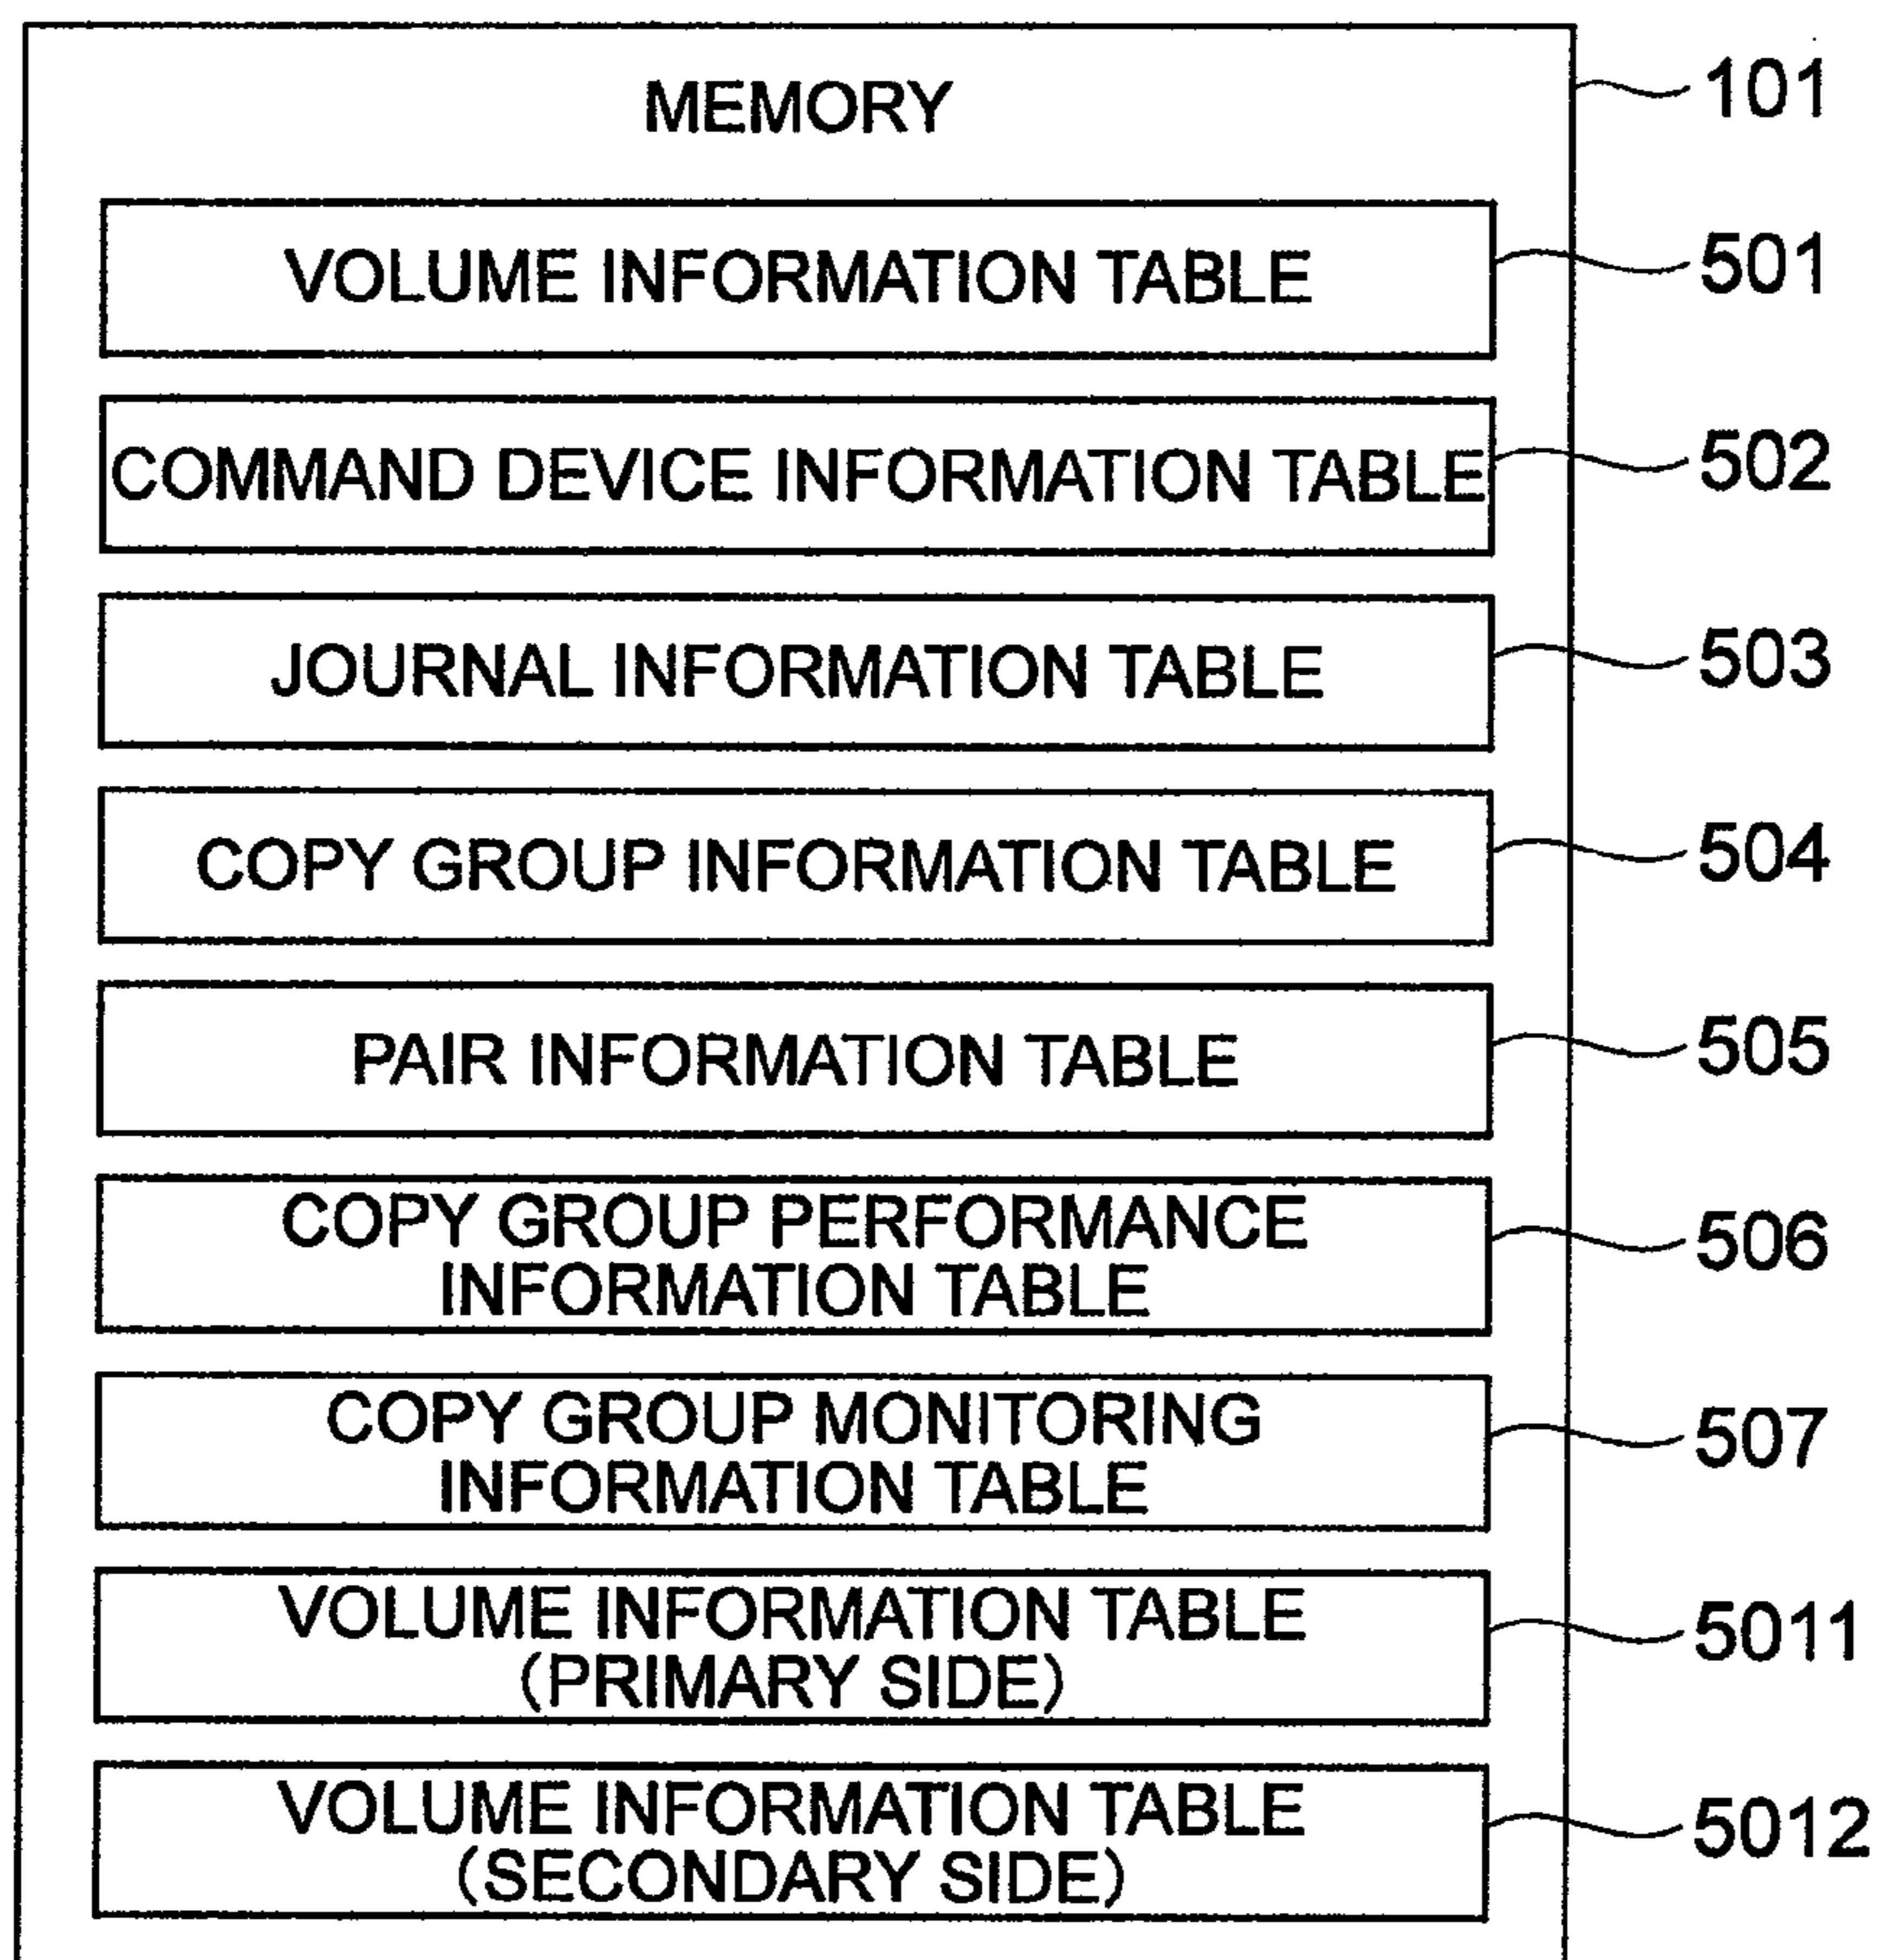 MEMORY
101
VOLUME INFORMATION TABLE
501
COMMAND DEVICE INFORMATION TABLE
502
JOURNAL INFORMATION TABLE
503
COPY GROUP INFORMATION TABLE
504
PAIR INFORMATION TABLE
505
COPY GROUP PERFORMANCE
INFORMATION TABLE
506
COPY GROUP MONITORING
INFORMATION TABLE
507
VOLUME INFORMATION TABLE
(PRIMARY SIDE)
5011
VOLUME INFORMATION TABLE
(SECONDARY SIDE)
5012